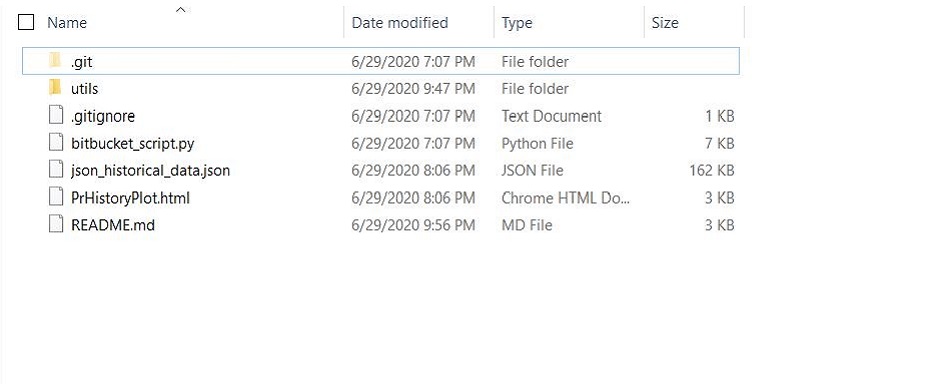 Name Date modified Type Size
.git 6/29/2020 7:07 PM File folder
utils 6/29/2020 9:47 PM File folder
.gitignore 6/29/2020 7:07 PM Text Document 1 KB
bitbucket_script.py 6/29/2020 7:07 PM Python File 7 KB
json_historical_data.json 6/29/2020 8:06 PM JSON File 162 KB
PrHistoryPlot.html 6/29/2020 8:06 PM Chrome HTML Do... 3 KB
README.md 6/29/2020 9:56 PM MD File 3 KB